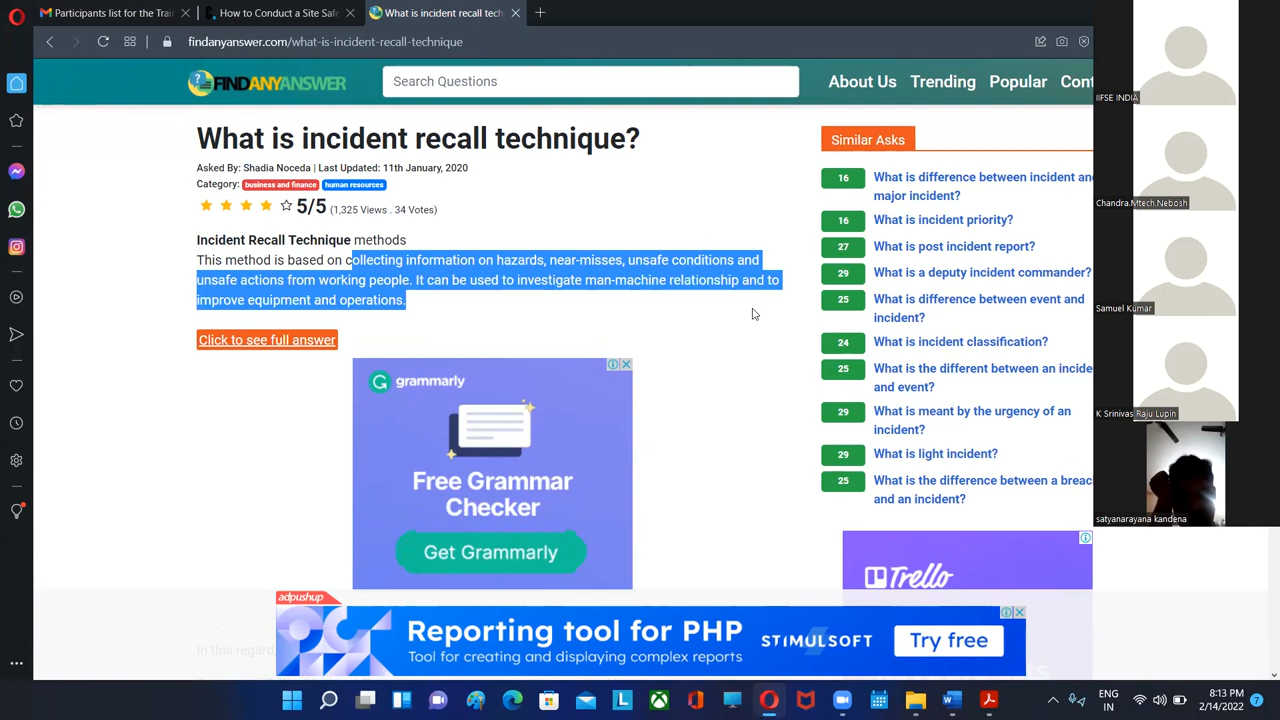 Participants list for the Train
How to Conduct a Site Safe
What is incident recall tech
findanyanswer.com/what-is-incident-recall-technique
FINDANYANSWER
Search Questions
About Us
Trending
Popular
Cont
What is incident recall technique?
Asked By: Shadia Noceda | Last Updated: 11th January, 2020
Category: business and finance human resources
5/5 (1,325 Views . 34 Votes)
Incident Recall Technique methods
This method is based on collecting information on hazards, near-misses, unsafe conditions and
unsafe actions from working people. It can be used to investigate man-machine relationship and to
improve equipment and operations.
Click to see full answer
grammarly
Free Grammar
Checker
Get Grammarly
Similar Asks
16 What is difference between incident and
major incident?
16 What is incident priority?
27 What is post incident report?
29 What is a deputy incident commander?
25 What is difference between event and
incident?
24 What is incident classification?
25 What is the different between an incide
and event?
29 What is meant by the urgency of an
incident?
29 What is light incident?
25 What is the difference between a breac
and an incident?
Trello
adpushup
Reporting tool for PHP
Tool for creating and displaying complex reports
STIMULSOFT
Try free
In this regard,
IIFSE INDIA
Chandra.Mtech.Nebosh
Samuel Kumar
K Srinivas Raju Lupin
satyanarayana kandena
ENG
IN
8:13 PM
2/14/2022
7